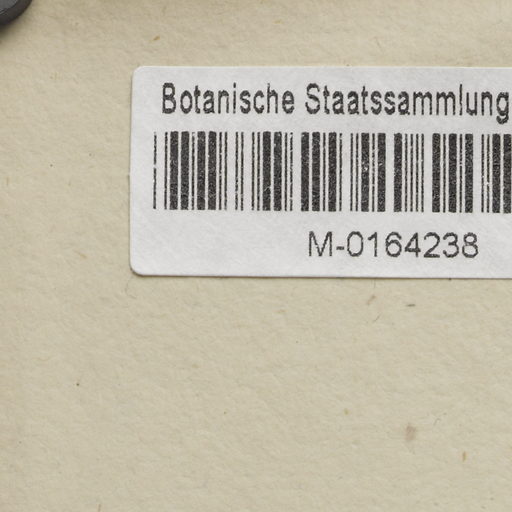 Botanische Staatssammlung
M-0164238